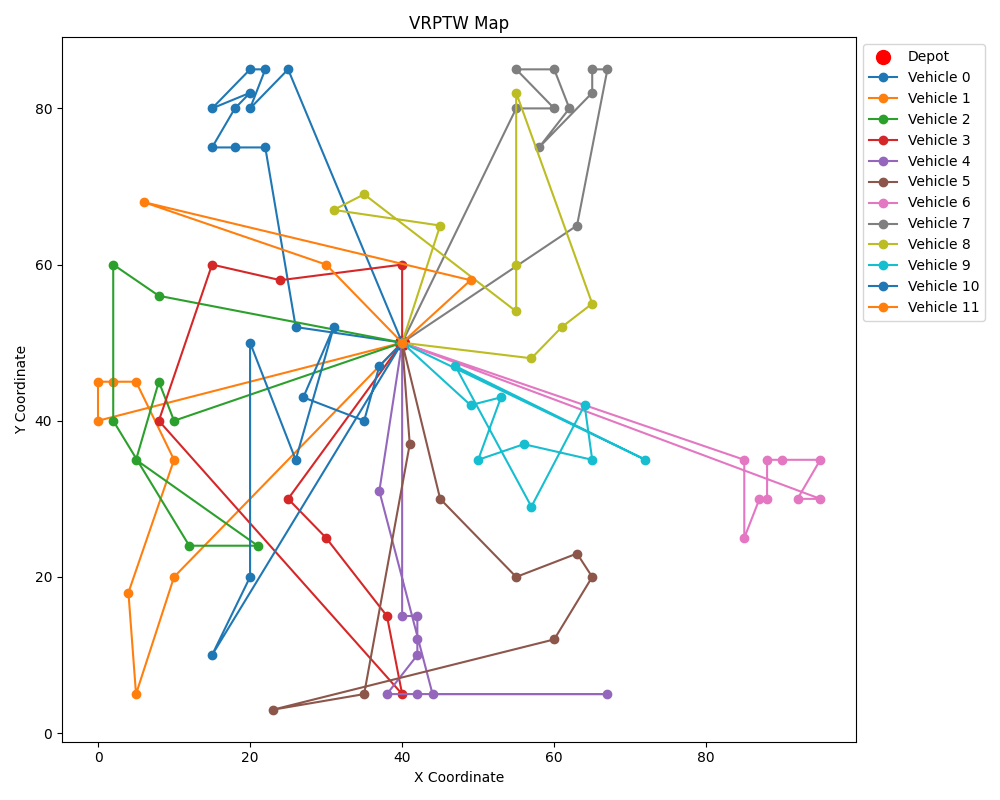 VRPTW Map
Depot
Vehicle 0
Vehicle 1
Vehicle 2
Vehicle 3
Vehicle 4
Vehicle 5
Vehicle 6
Vehicle 7
Vehicle 8
Vehicle 9
Vehicle 10
Vehicle 11
80
60
40
20
0
Y Coordinate
0 20 40 60 80
X Coordinate